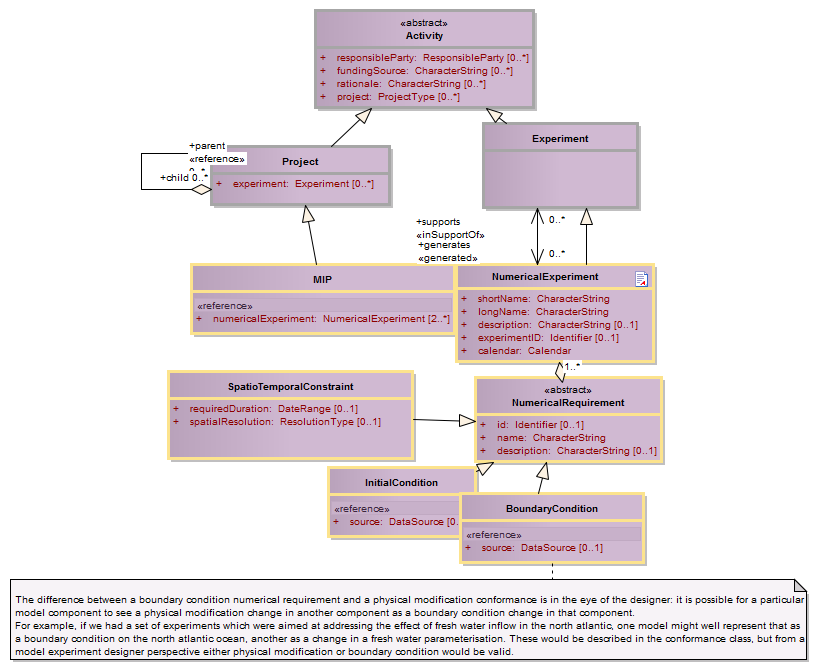 «abstract»
Activity
+ responsibleParty: ResponsibleParty [0..*]
+ fundingSource: CharacterString [0..*]
+ rationale: CharacterString [0..*]
+ project: ProjectType [0..*]
Experiment
+parent
«reference»
0..*
+child 0..*
Project
+ experiment: Experiment [0..*]
+supports
«inSupportOf»
+generates
«generated»
0..*
0..*
MIP
«reference»
+ numericalExperiment: NumericalExperiment [2..*]
NumericalExperiment
+ shortName: CharacterString
+ longName: CharacterString
+ description: CharacterString [0..1]
+ experimentID: Identifier [0..1]
+ calendar: Calendar
1..*
SpatioTemporalConstraint
+ requiredDuration: DateRange [0..1]
+ spatialResolution: ResolutionType [0..1]
«abstract»
NumericalRequirement
+ id: Identifier [0..1]
+ name: CharacterString
+ description: CharacterString [0..1]
InitialCondition
«reference»
+ source: DataSource [0..
BoundaryCondition
«reference»
+ source: DataSource [0..1]
The difference between a boundary condition numerical requirement and a physical modification conformance is in the eye of the designer: it is possible for a particular
model component to see a physical modification change in another component as a boundary condition change in that component.
For example, if we had a set of experiments which were aimed at addressing the effect of fresh water inflow in the north atlantic, one model might well represent that as
a boundary condition on the north atlantic ocean, another as a change in a fresh water parameterisation. These would be described in the conformance class, but from a
model experiment designer perspective either physical modification or boundary condition would be valid.